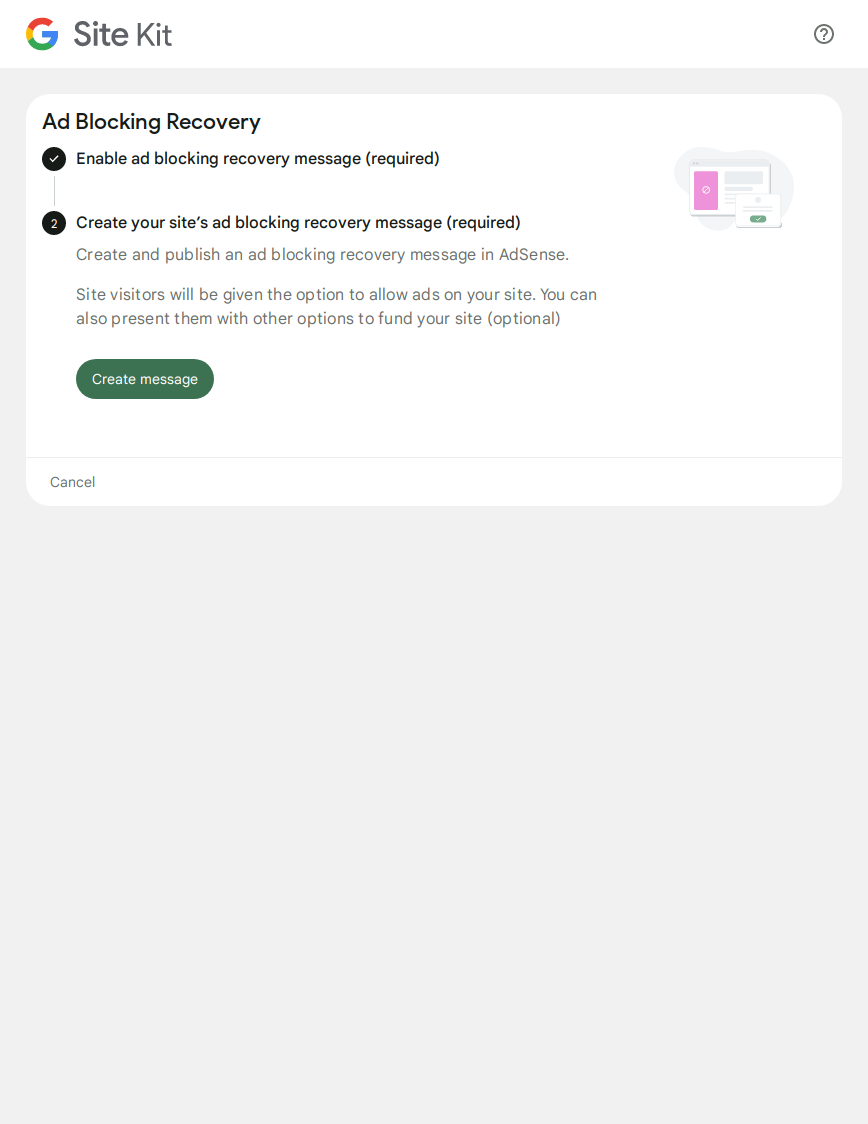 Site Kit
Ad Blocking Recovery
Enable ad blocking recovery message (required)
2
Create your site’s ad blocking recovery message (required)
Create and publish an ad blocking recovery message in AdSense.
Site visitors will be given the option to allow ads on your site. You can
also present them with other options to fund your site (optional)
Create message
Cancel